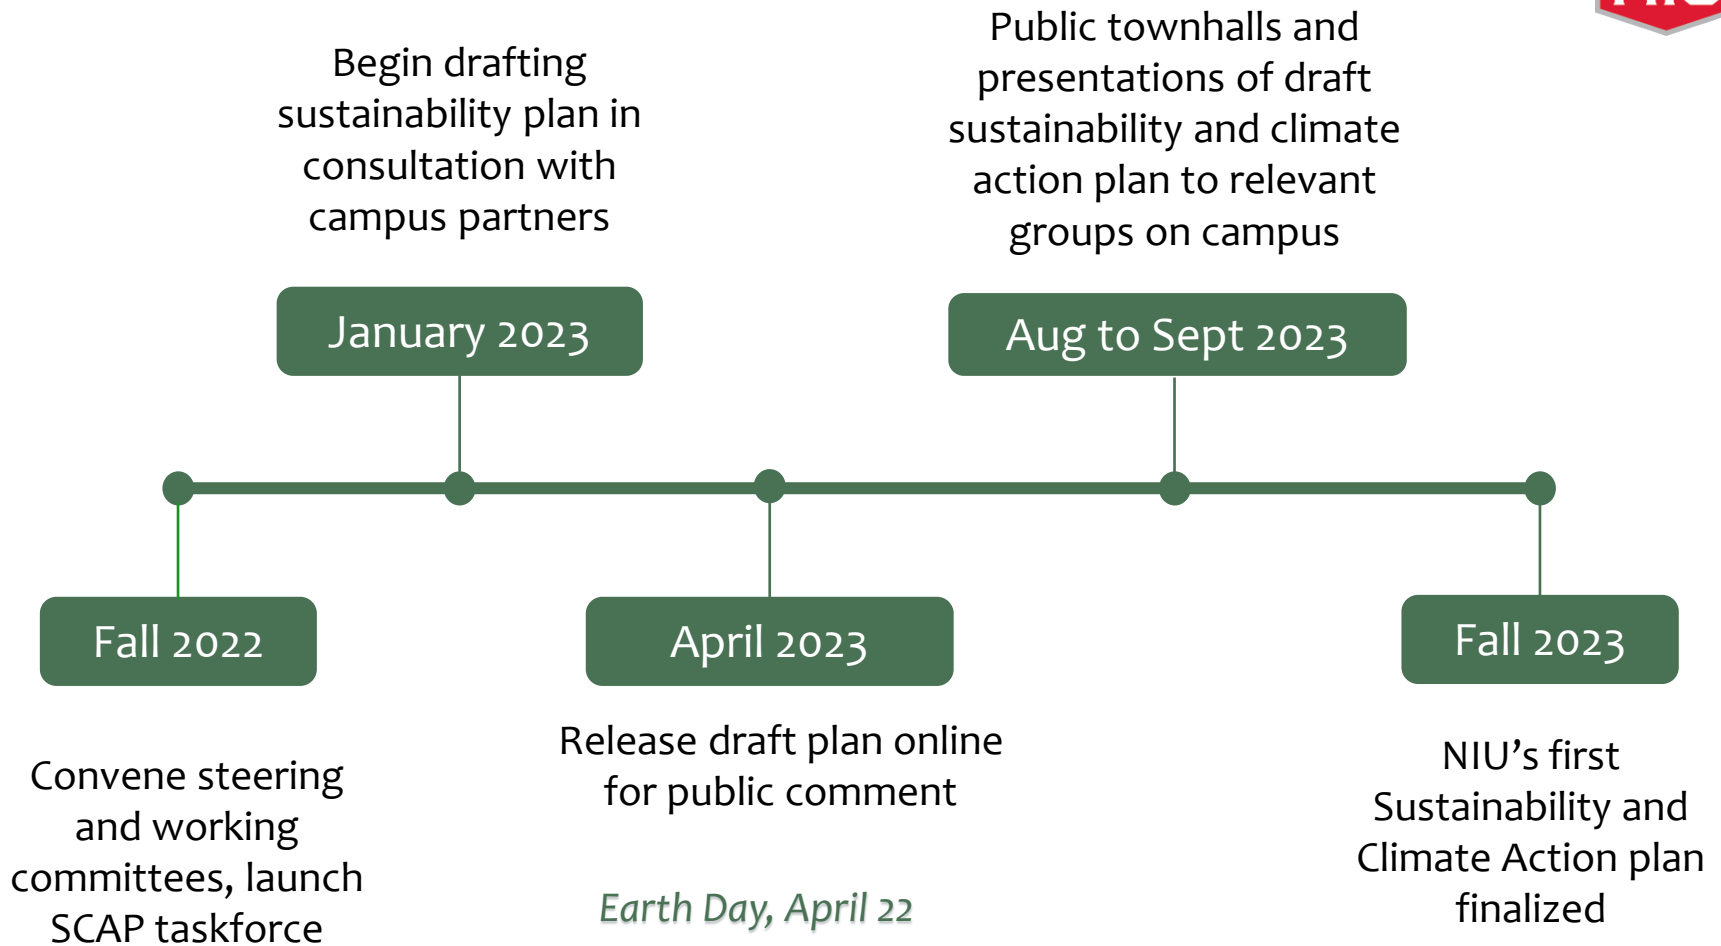 Begin drafting
sustainability plan in
consultation with
campus partners
Public townhalls and
presentations of draft
sustainability and climate
action plan to relevant
groups on campus
January 2023
Aug to Sept 2023
Fall 2022
April 2023
Fall 2023
Convene steering
and working
committees, launch
SCAP taskforce
Release draft plan online
for public comment
Earth Day, April 22
NIU’s first
Sustainability and
Climate Action plan
finalized